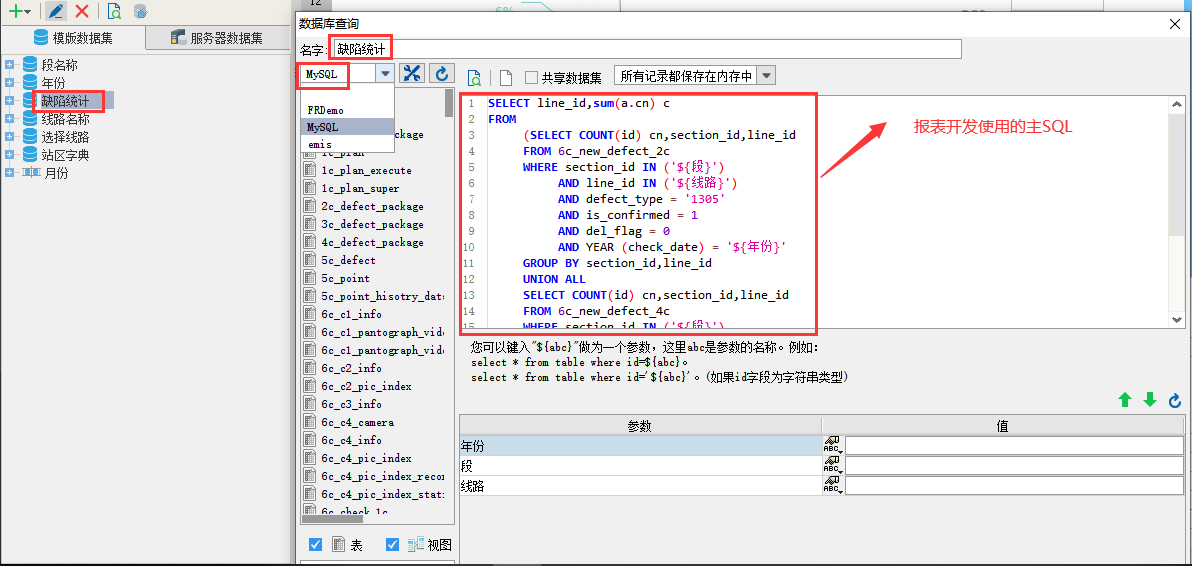 12
6%
模版数据集
服务器数据集
段名称
年份
缺陷统计
线路名称
选择线路
站区字典
月份
数据库查询
名字:
缺陷统计
MySQL
共享数据集
所有记录都保存在内存中
FRDemo
MySQL
emis
ckage
1c_plan
1c_plan_execute
1c_plan_super
2c_defect_package
3c_defect_package
4c_defect_package
5c_defect
5c_point
5c_point_hisotry_data
6c_c1_info
6c_c1_pantograph_vid
6c_c1_pantograph_vid
6c_c2_info
6c_c2_pic_index
6c_c3_info
6c_c4_camera
6c_c4_info
6c_c4_pic_index
6c_c4_pic_index_reco
6c_c4_pic_index_stat
6c_check_1c
表
视图
1 SELECT line_id,sum(a.cn) c
2 FROM
3 (SELECT COUNT(id) cn,section_id,line_id
4 FROM 6c_new_defect_2c
5 WHERE section_id IN ('${段}')
6 AND line_id IN ('${线路}')
7 AND defect_type = '1305'
8 AND is_confirmed = 1
9 AND del_flag = 0
10 AND YEAR (check_date) = '${年份}'
11 GROUP BY section_id,line_id
12 UNION ALL
13 SELECT COUNT(id) cn,section_id,line_id
14 FROM 6c_new_defect_4c
15 WHERE section_id IN ('${段}')
报表开发使用的主SQL
您可以键入"${abc}"做为一个参数，这里abc是参数的名称。例如：
select * from table where id=${abc}。
select * from table where id='${abc}'。(如果id字段为字符串类型)
参数 值
年份 ABC
段 ABC
线路 ABC